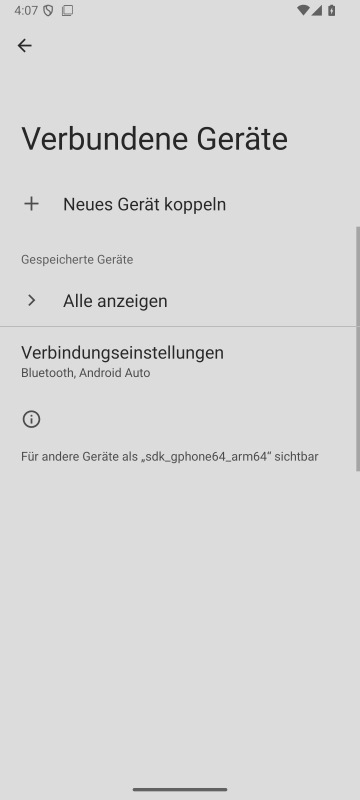 4:07
Verbundene Geräte
Neues Gerät koppeln
Gespeicherte Geräte
Alle anzeigen
Verbindungseinstellungen
Bluetooth, Android Auto
Für andere Geräte als „sdk_gphone64_arm64“ sichtbar